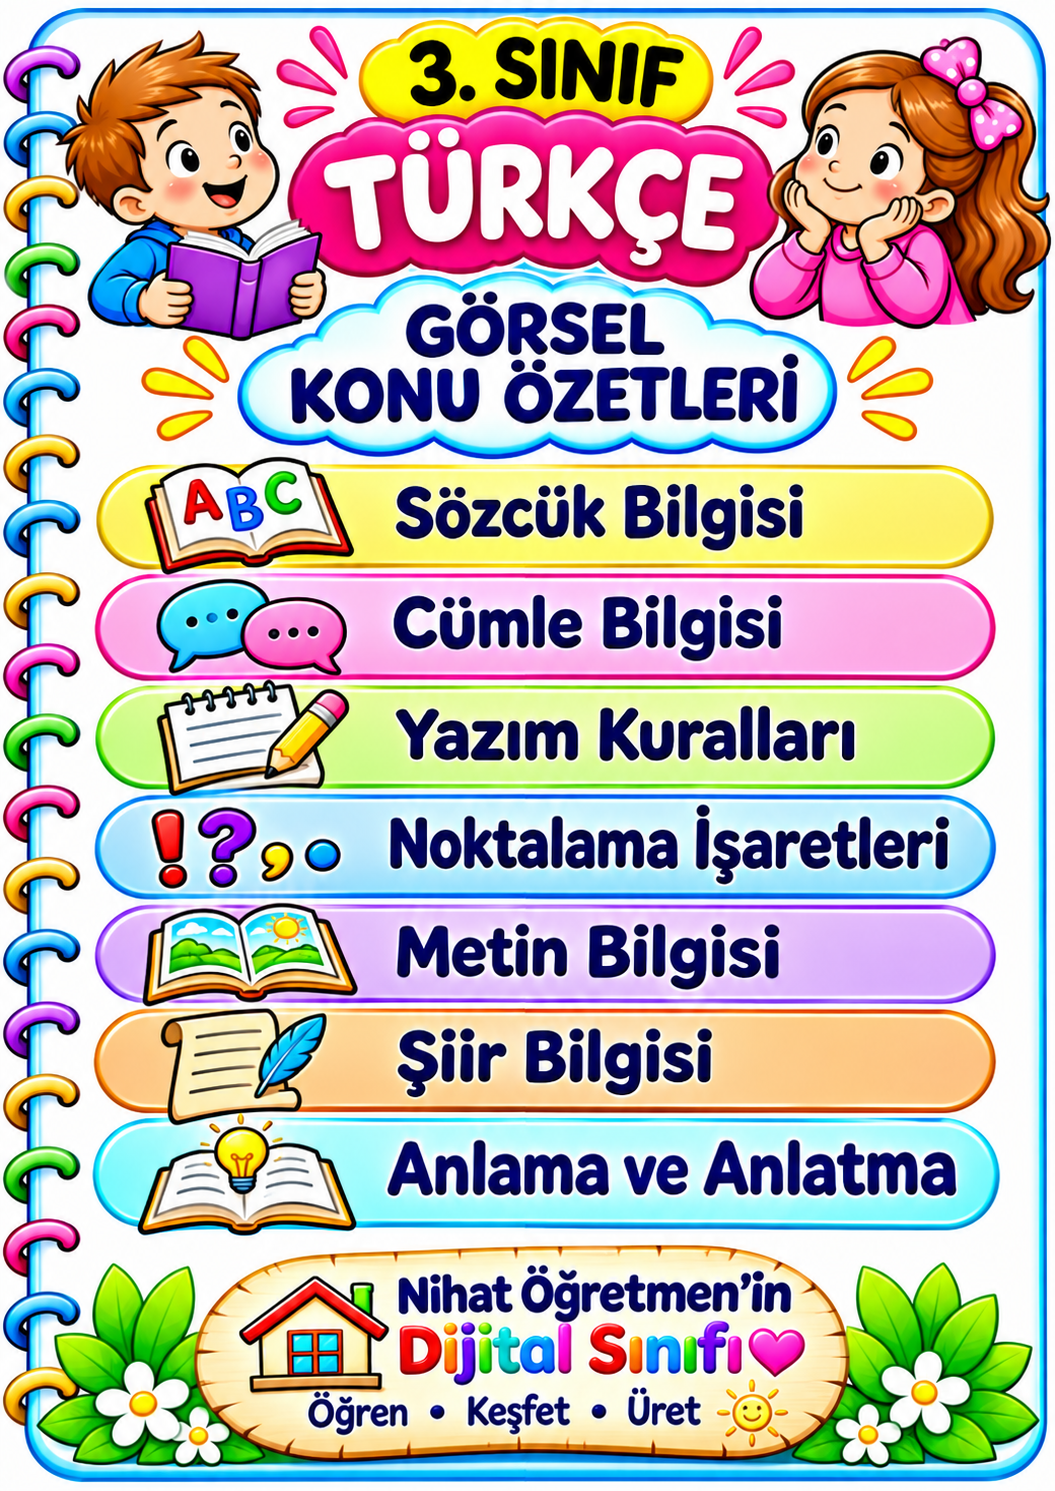 3. SINIF
TÜRKÇE
GÖRSEL
KONU ÖZETLERİ
ABC
Sözcük Bilgisi
Cümle Bilgisi
Yazım Kuralları
!?,. Noktalama İşaretleri
Metin Bilgisi
Şiir Bilgisi
Anlama ve Anlatma
Nihat Öğretmen'in
Dijital Sınıfı
Öğren • Keşfet • Üret